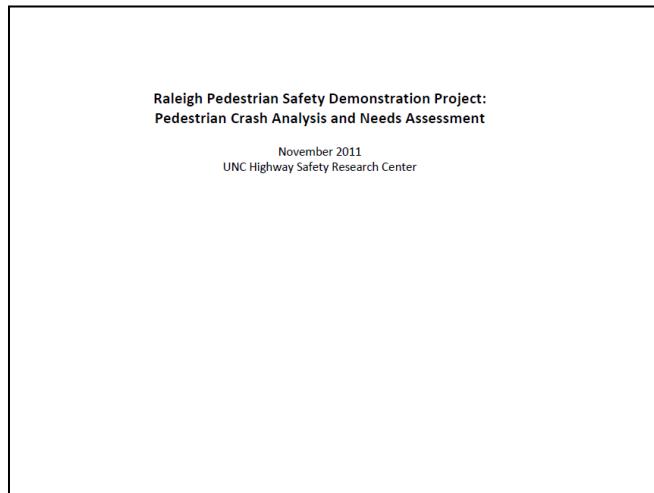 Raleigh Pedestrian Safety Demonstration Project:
Pedestrian Crash Analysis and Needs Assessment
November 2011
UNC Highway Safety Research Center